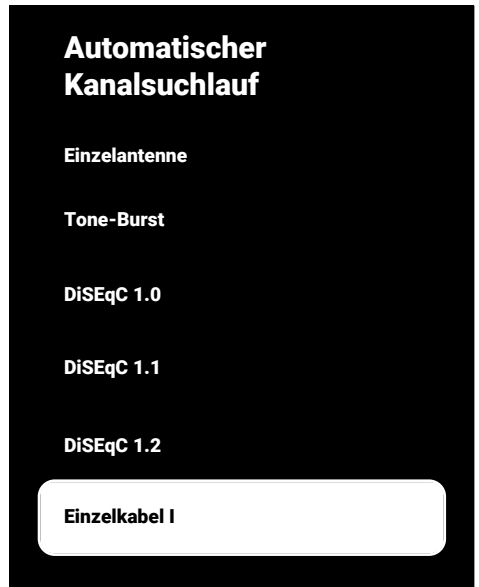 Automatischer
Kanalsuchlauf
Einzelantenne
Tone-Burst
DiSEqC 1.0
DiSEqC 1.1
DiSEqC 1.2
Einzelkabel I